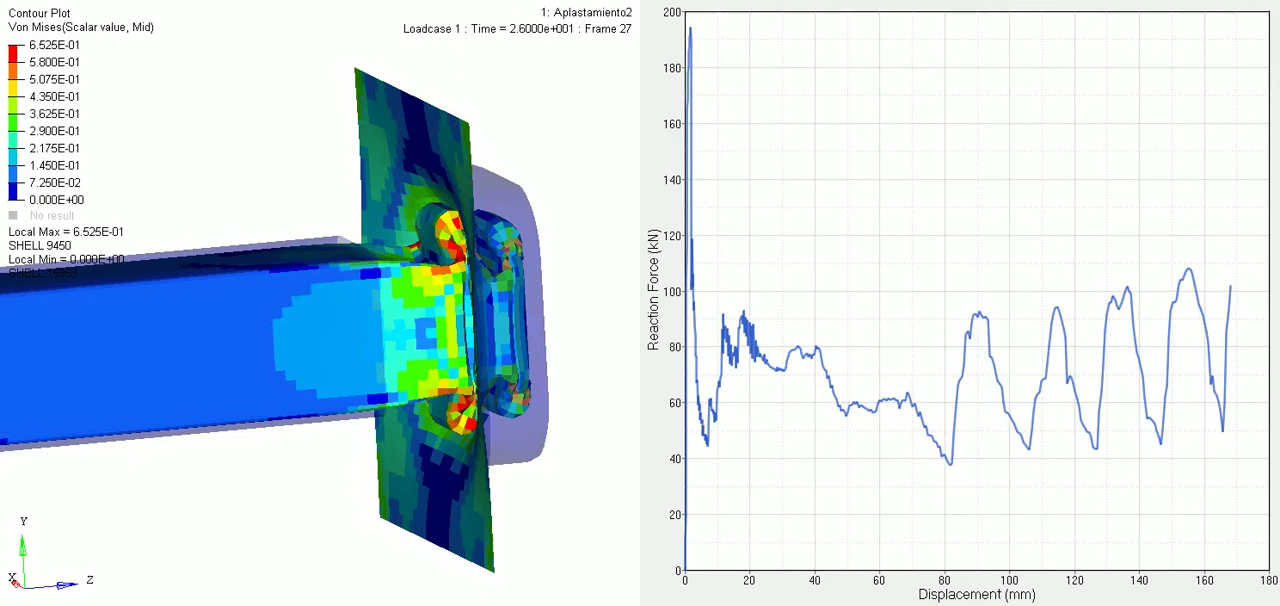 Contour Plot
Von Mises(Scalar value, Mid)
6.525E-01
5.800E-01
5.075E-01
4.350E-01
3.625E-01
2.900E-01
2.175E-01
1.450E-01
7.250E-02
0.000E+00
No result
Local Max = 6.525E-01
SHELL 9450
Local Min = 0.000E+00
SHELL
1: Aplastamiento2
Loadcase 1 : Time = 2.6000e+001 : Frame 27
Y
X
Z
200
180
160
140
120
100
80
60
40
20
0
Reaction Force (kN)
0 20 40 60 80 100 120 140 160 180
Displacement (mm)